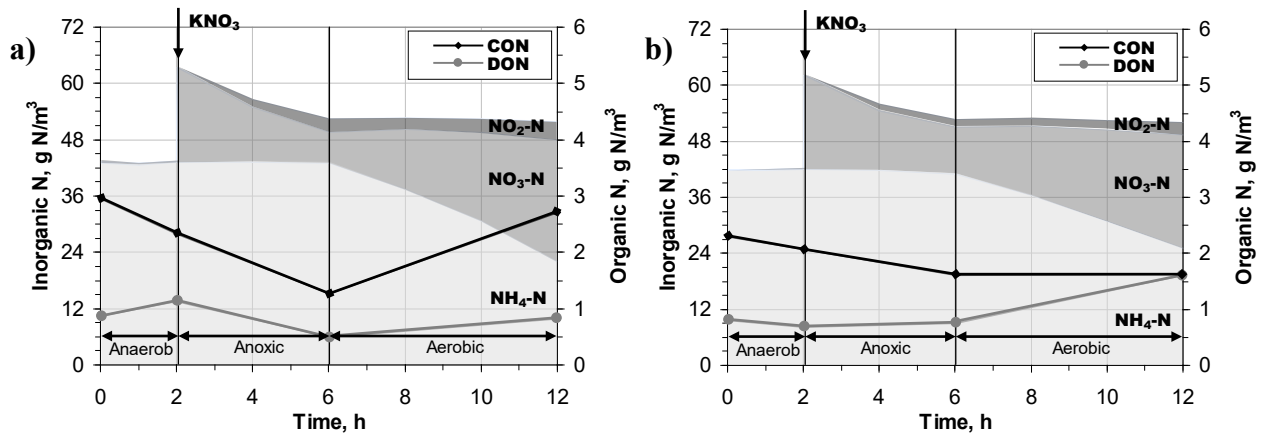 a)
KNO₃
72
60
48
36
24
12
0
Inorganic N, g N/m³
CON
DON
NO₂-N
NO₃-N
NH₄-N
Anaerob
Anoxic
Aerobic
6
5
4
3
2
1
0
Organic N, g N/m³
0 2 4 6 8 10 12
Time, h
b)
KNO₃
72
60
48
36
24
12
0
Inorganic N, g N/m³
CON
DON
NO₂-N
NO₃-N
NH₄-N
Anaerob
Anoxic
Aerobic
6
5
4
3
2
1
0
Organic N, g N/m³
0 2 4 6 8 10 12
Time, h